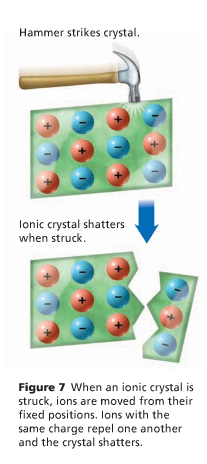 Hammer strikes crystal.
+ − + −
− + − +
+ − + −
Ionic crystal shatters
when struck.
+ − + −
− + − +
+ − + −
Figure 7 When an ionic crystal is
struck, ions are moved from their
fixed positions. Ions with the
same charge repel one another
and the crystal shatters.